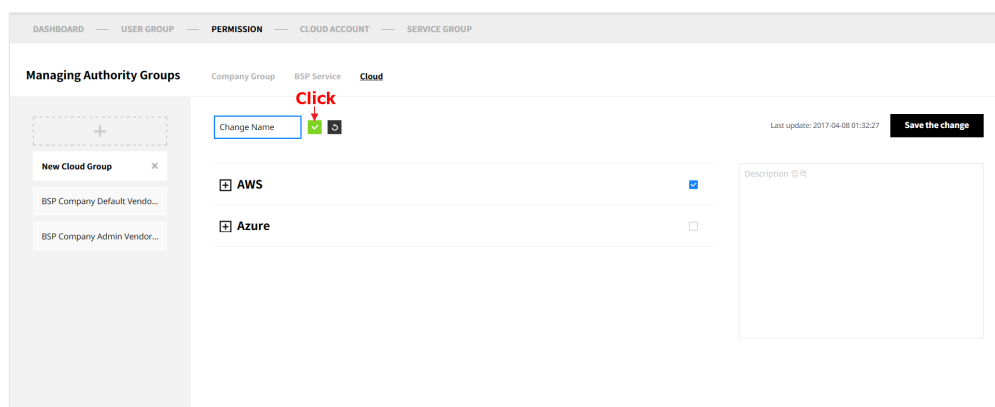 DASHBOARD — USER GROUP — PERMISSION — CLOUD ACCOUNT — SERVICE GROUP
Managing Authority Groups Company Group BSP Service Cloud
Click
+ Change Name Last update: 2017-04-08 01:32:27 Save the change
New Cloud Group ×
BSP Company Default Vendo...
BSP Company Admin Vendor...
AWS
Azure
Description 입력